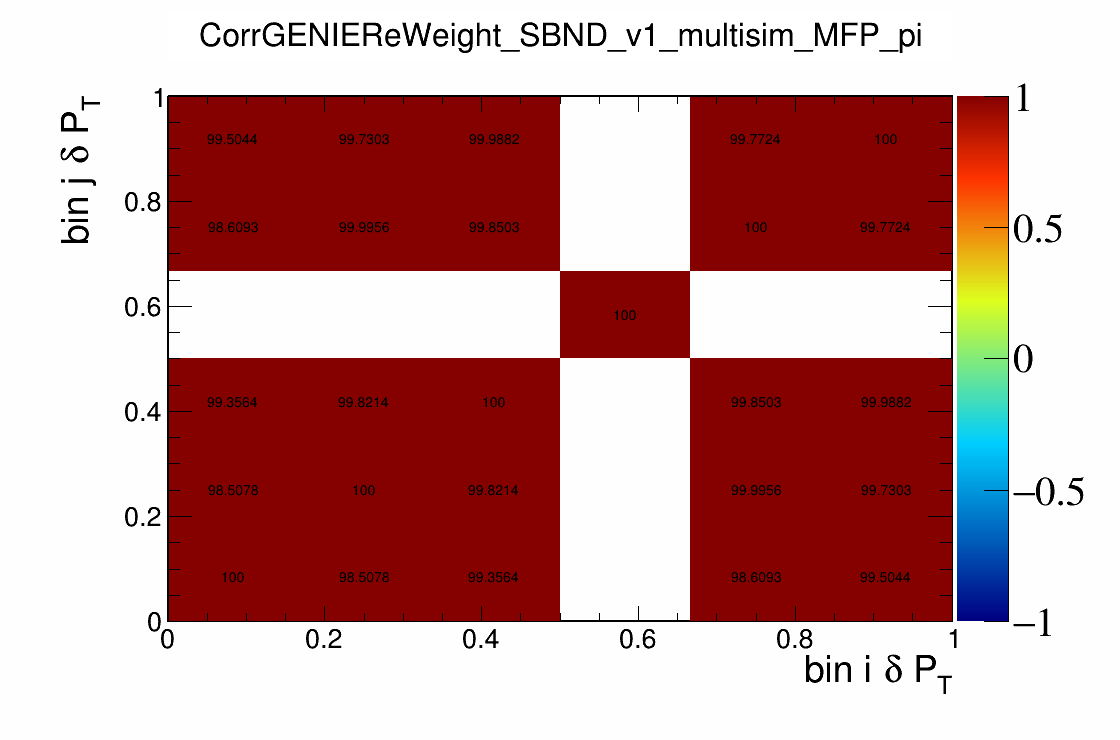 CorrGENIEReWeight_SBND_v1_multisim_MFP_pi
bin j δ P_T
1
0.8
0.6
0.4
0.2
0
99.5044 99.7303 99.9882 99.7724 100
98.6093 99.9956 99.8503 100 99.7724
100
99.3564 99.8214 100 99.8503 99.9882
98.5078 100 99.8214 99.9956 99.7303
100 98.5078 99.3564 98.6093 99.5044
0 0.2 0.4 0.6 0.8 1
bin i δ P_T
1
0.5
0
−0.5
−1